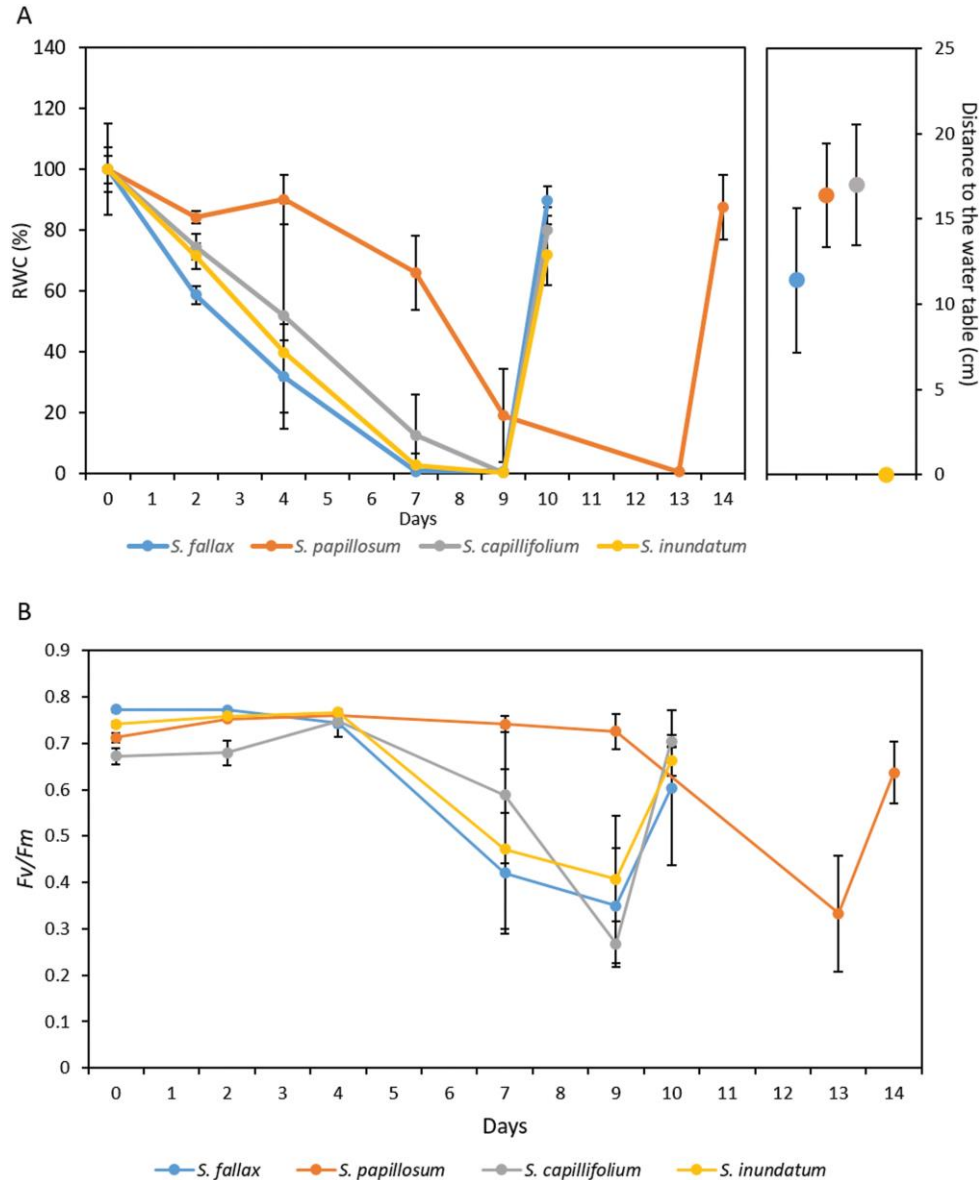 A
140
120
100
80
60
40
20
0
RWC (%)
0 1 2 3 4 6 7 8 9 10 11 12 13 14
Days
25
20
15
10
5
0
Distance to the water table (cm)
S. fallax S. papillosum S. capillifolium S. inundatum
B
0.9
0.8
0.7
0.6
0.5
0.4
0.3
0.2
0.1
0
Fv/Fm
0 1 2 3 4 6 7 8 9 10 11 12 13 14
Days
S. fallax S. papillosum S. capillifolium S. inundatum